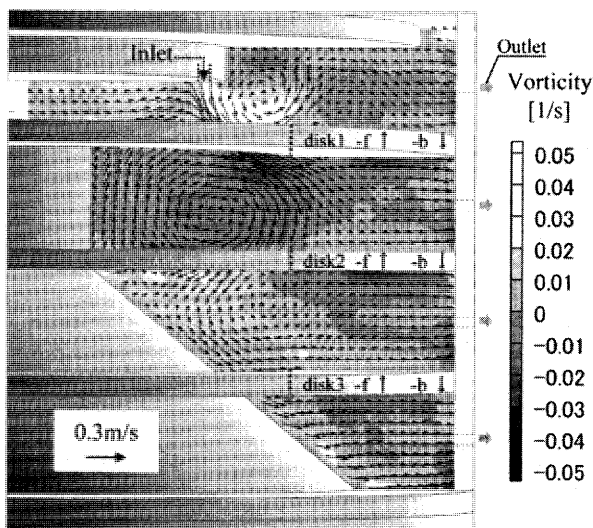 Inlet
Outlet
Vorticity
[1/s]
disk1 -f ↑ -b ↓
disk2 -f ↑ -b ↓
disk3 -f ↑ -b ↓
0.3m/s
0.05
0.04
0.03
0.02
0.01
0
-0.01
-0.02
-0.03
-0.04
-0.05